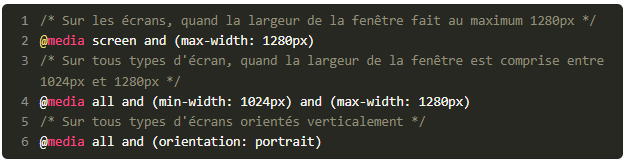 1 /* Sur les écrans, quand la largeur de la fenêtre fait au maximum 1280px */
2 @media screen and (max-width: 1280px)
3 /* Sur tous types d'écran, quand la largeur de la fenêtre est comprise entre
1024px et 1280px */
4 @media all and (min-width: 1024px) and (max-width: 1280px)
5 /* Sur tous types d'écrans orientés verticalement */
6 @media all and (orientation: portrait)